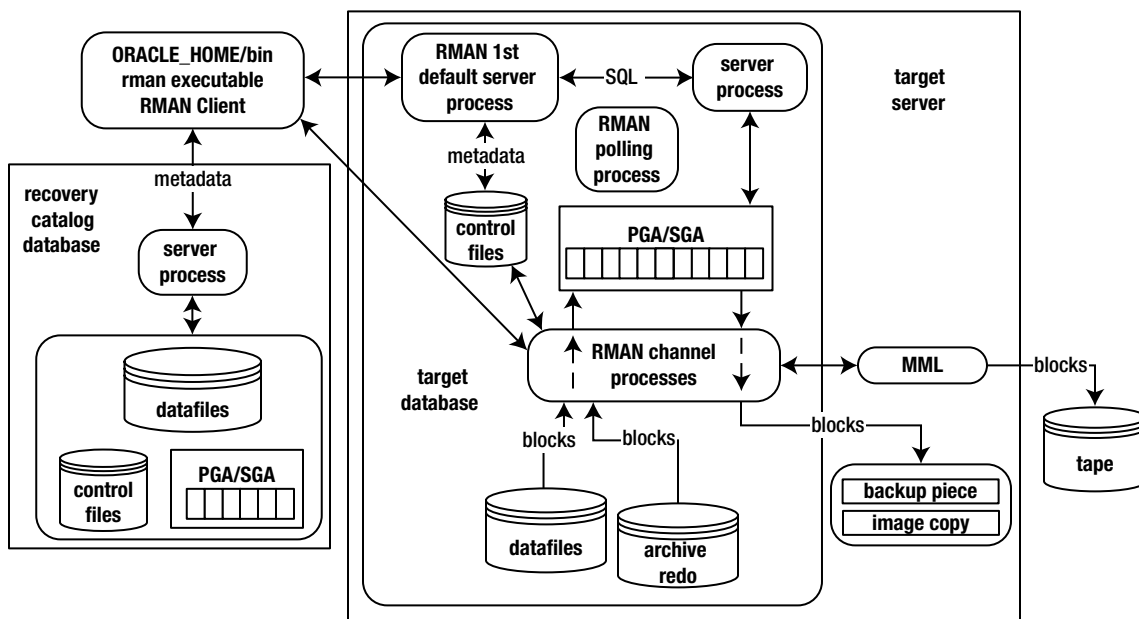 ORACLE_HOME/bin
rman executable
RMAN Client
RMAN 1st
default server
process
SQL
server
process
target
server
RMAN
polling
process
metadata
control
files
PGA/SGA
metadata
recovery
catalog
database
server
process
datafiles
control
files
PGA/SGA
RMAN channel
processes
MML
blocks
tape
target
database
blocks
blocks
blocks
datafiles
archive
redo
backup piece
image copy